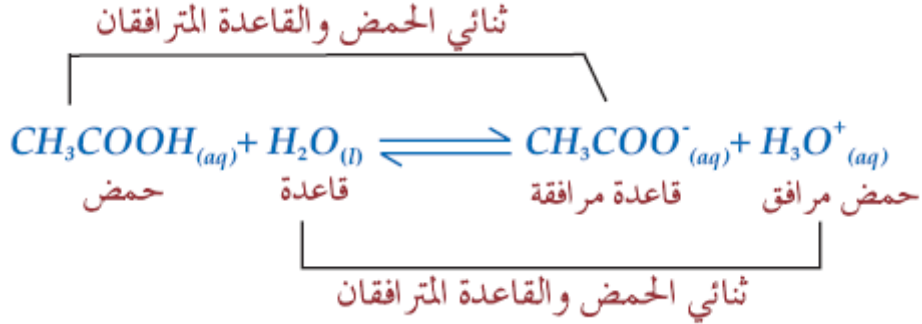 ثنائي الحمض والقاعدة المترافقان
CH₃COOH(aq) + H₂O(l) ⇌ CH₃COO⁻(aq) + H₃O⁺(aq)
حمض قاعدة قاعدة مرافقة حمض مرافق
ثنائي الحمض والقاعدة المترافقان